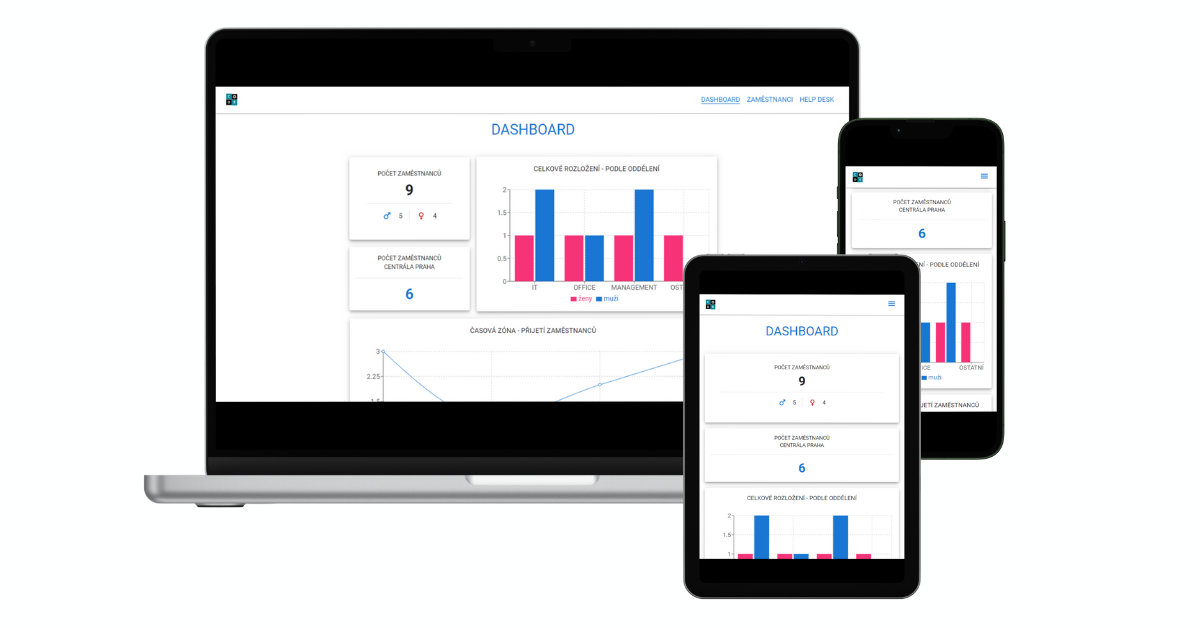 DASHBOARD ZAMĚSTNANCI HELP DESK
DASHBOARD
POČET ZAMĚSTNANCŮ
9
5 4
POČET ZAMĚSTNANCŮ
CENTRÁLA PRAHA
6
CELKOVÉ ROZLOŽENÍ - PODLE ODDĚLENÍ
2
1.5
1
0.5
0
IT OFFICE MANAGEMENT OST
ženy muži
ČASOVÁ ZÓNA - PŘIJETÍ ZAMĚSTNANCŮ
3
2.25
1.5
POČET ZAMĚSTNANCŮ
CENTRÁLA PRAHA
6
NÍ - PODLE ODDĚLENÍ
ICE OSTATNÍ
muži
IJETÍ ZAMĚSTNANCŮ
DASHBOARD
POČET ZAMĚSTNANCŮ
9
5 4
POČET ZAMĚSTNANCŮ
CENTRÁLA PRAHA
6
CELKOVÉ ROZLOŽENÍ - PODLE ODDĚLENÍ
2
1.5
1